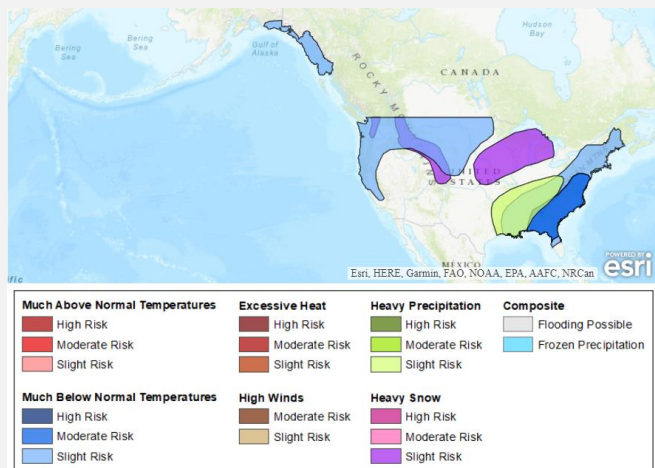 Bering
Sea
Bering
Sea
Gulf of
Alaska
Hudson
Bay
CANADA
ROCKY MO
UNITED
STATES
MÉXICO
Esri, HERE, Garmin, FAO, NOAA, EPA, AAFC, NRCan
POWERED BY
esri
Much Above Normal Temperatures
High Risk
Moderate Risk
Slight Risk
Excessive Heat
High Risk
Moderate Risk
Slight Risk
Heavy Precipitation
High Risk
Moderate Risk
Slight Risk
Composite
Flooding Possible
Frozen Precipitation
Much Below Normal Temperatures
High Risk
Moderate Risk
Slight Risk
High Winds
Moderate Risk
Slight Risk
Heavy Snow
High Risk
Moderate Risk
Slight Risk